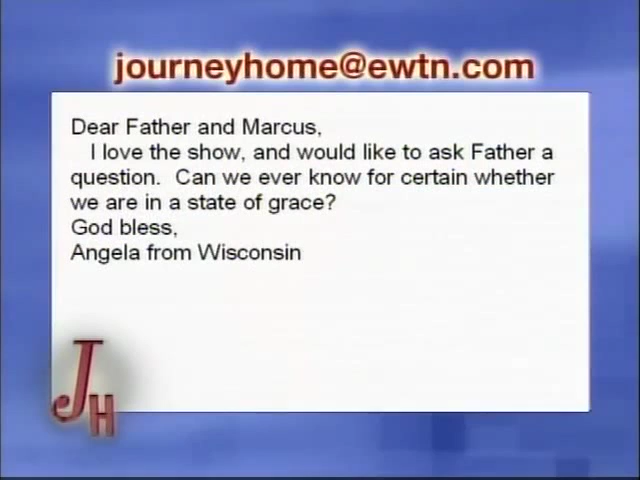 journeyhome@ewtn.com
Dear Father and Marcus,
I love the show, and would like to ask Father a
question. Can we ever know for certain whether
we are in a state of grace?
God bless,
Angela from Wisconsin
JH